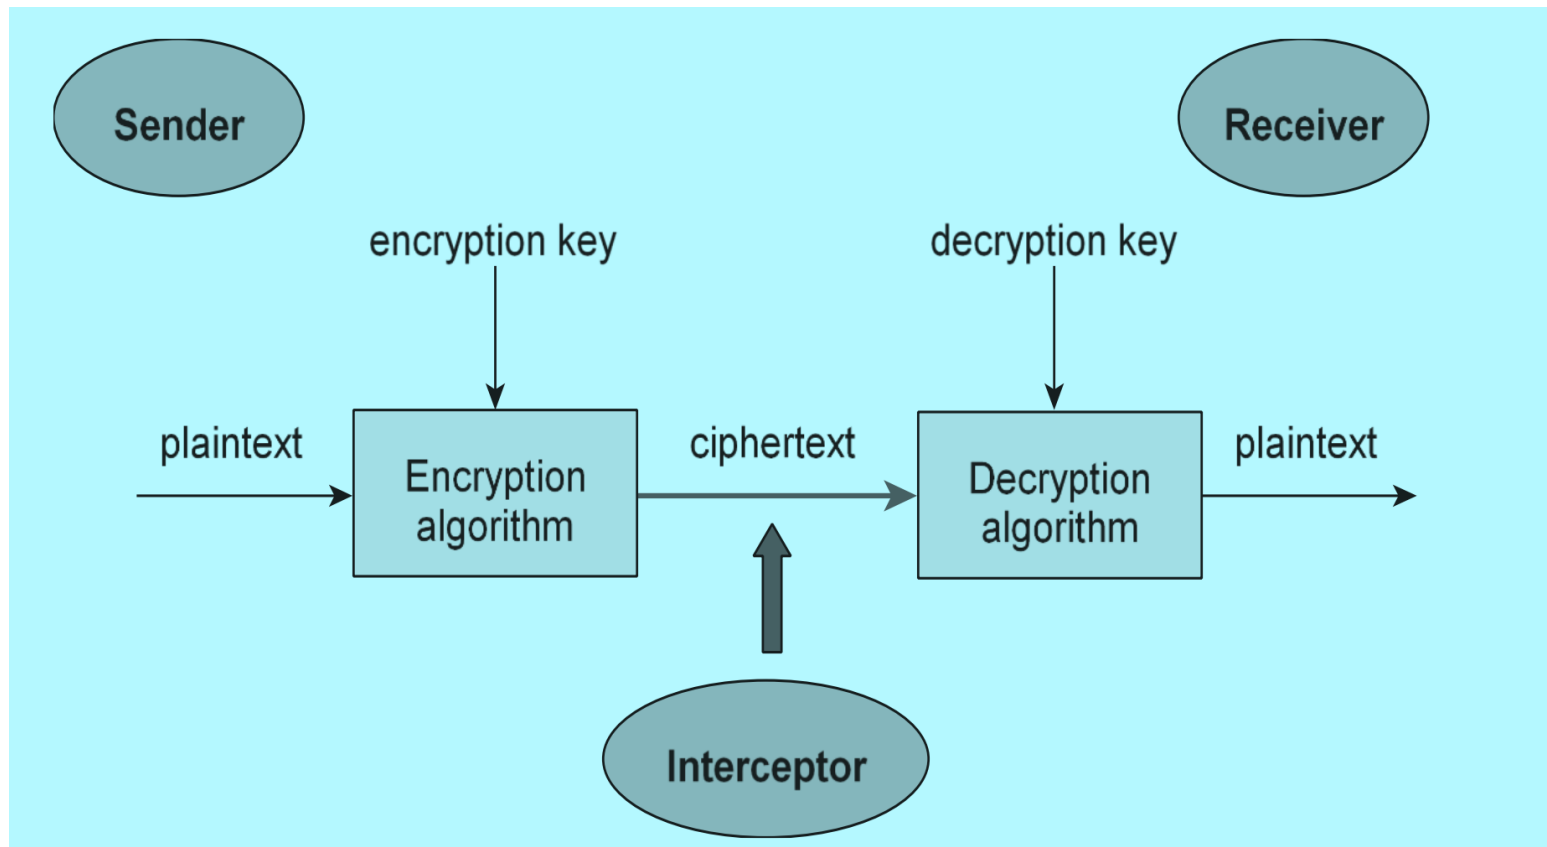 Sender
Receiver
encryption key
decryption key
plaintext
ciphertext
plaintext
Encryption
algorithm
Decryption
algorithm
Interceptor